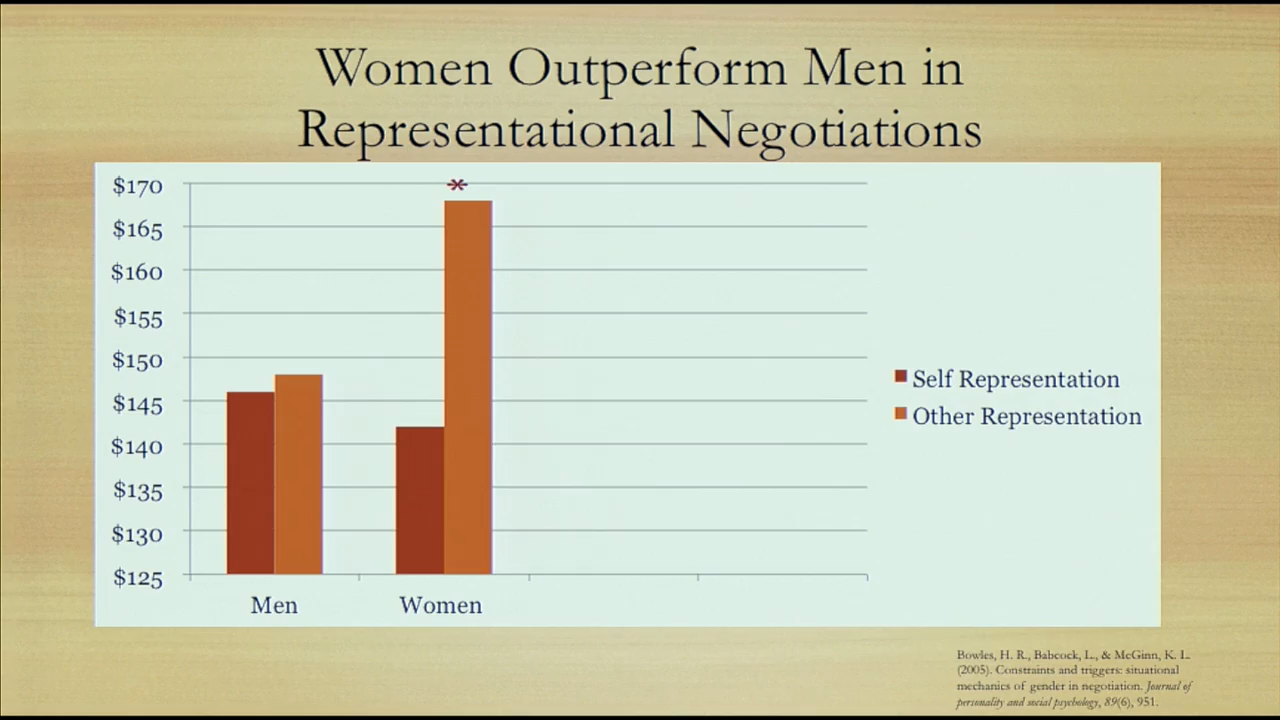 Women Outperform Men in
Representational Negotiations
$170
*
$165
$160
$155
$150
$145
$140
$135
$130
$125
Men
Women
Self Representation
Other Representation
Bowles, H. R., Babcock, L., & McGinn, K. L.
(2005). Constraints and triggers: situational
mechanics of gender in negotiation. Journal of
personality and social psychology, 89(6), 951.